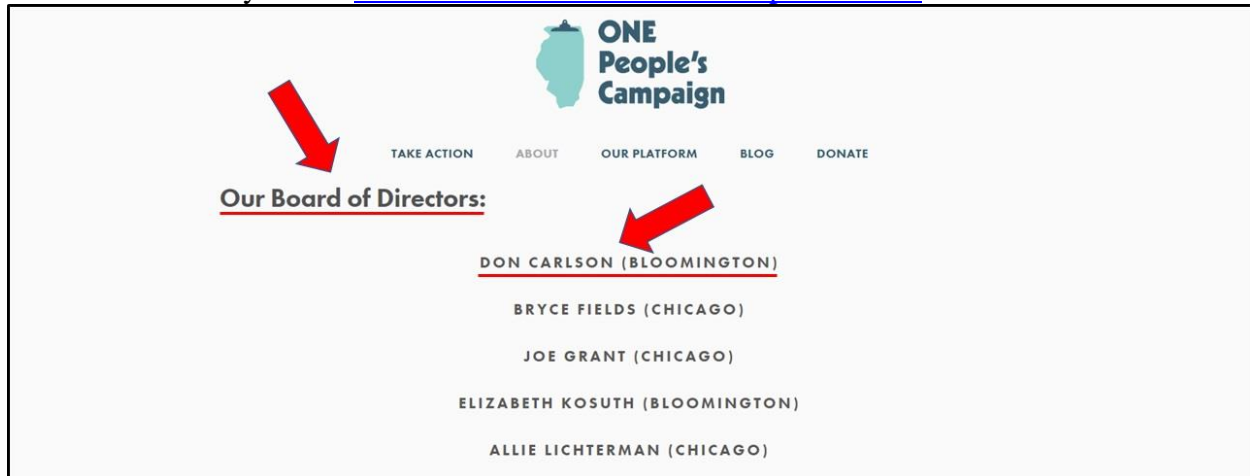 ONE
People's
Campaign
TAKE ACTION ABOUT OUR PLATFORM BLOG DONATE
Our Board of Directors:
DON CARLSON (BLOOMINGTON)
BRYCE FIELDS (CHICAGO)
JOE GRANT (CHICAGO)
ELIZABETH KOSUTH (BLOOMINGTON)
ALLIE LICHTERMAN (CHICAGO)